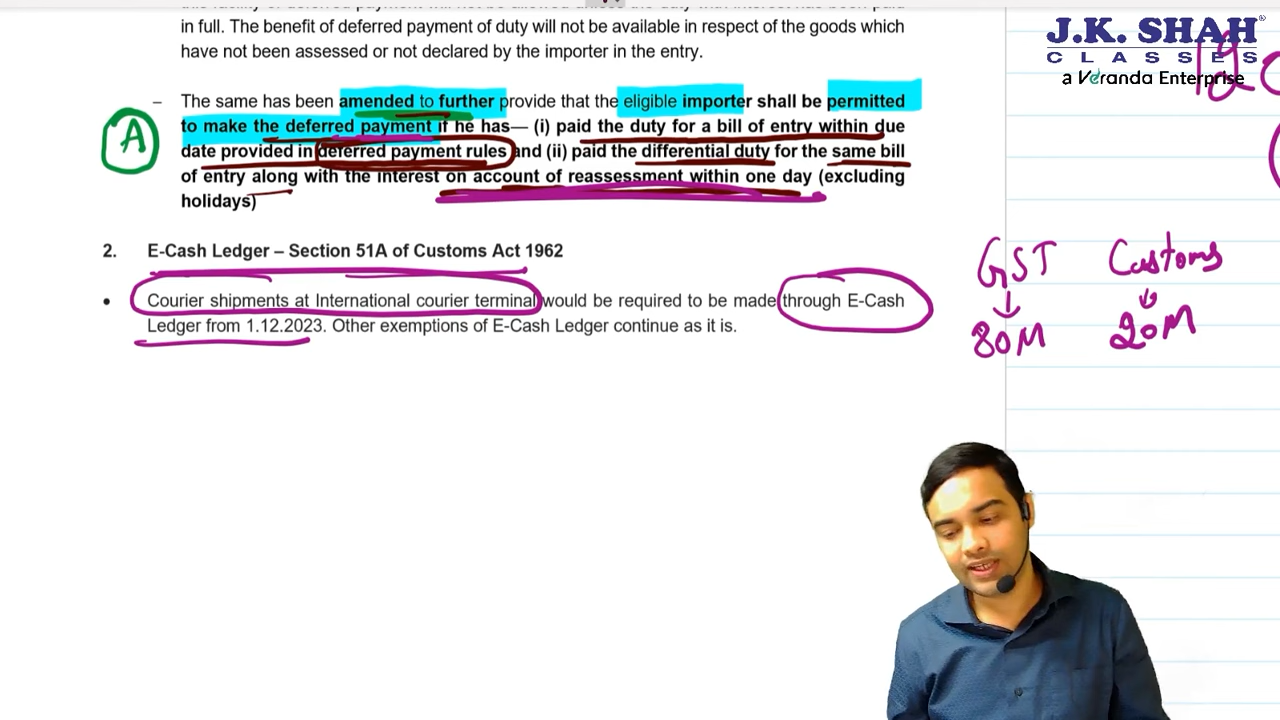 in full. The benefit of deferred payment of duty will not be available in respect of the goods which
have not been assessed or not declared by the importer in the entry.
– The same has been amended to further provide that the eligible importer shall be permitted
to make the deferred payment if he has— (i) paid the duty for a bill of entry within due
date provided in deferred payment rules and (ii) paid the differential duty for the same bill
of entry along with the interest on account of reassessment within one day (excluding
holidays)
A
2. E-Cash Ledger – Section 51A of Customs Act 1962
• Courier shipments at International courier terminal would be required to be made through E-Cash
Ledger from 1.12.2023. Other exemptions of E-Cash Ledger continue as it is.
J.K. SHAH®
CLASSES
a Veranda Enterprise
GST Customs
80M 20M